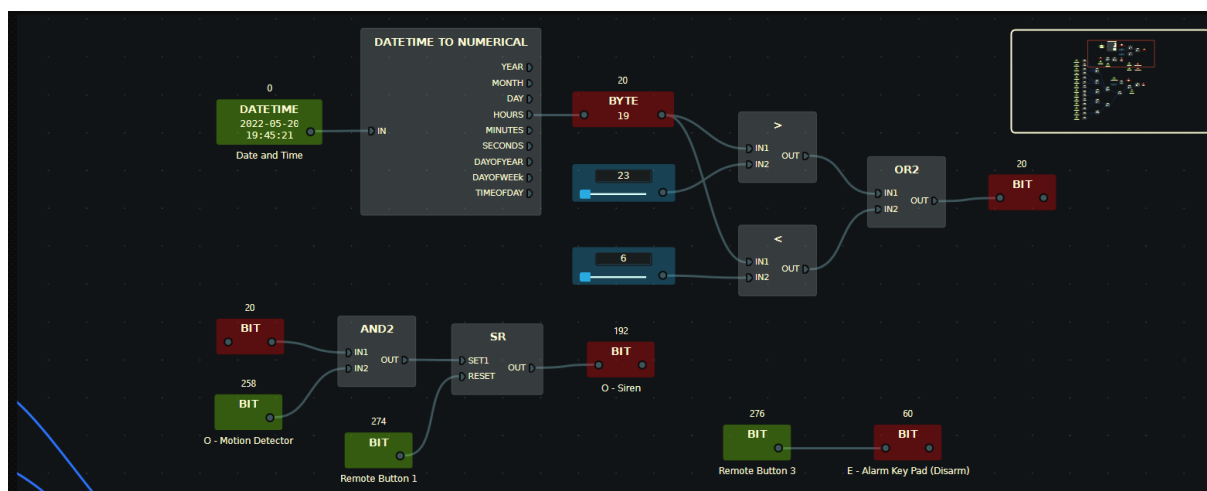 DATETIME TO NUMERICAL
YEAR
MONTH
DAY
HOURS
MINUTES
SECONDS
DAYOFYEAR
DAYOFWEEk
TIMEOFDAY
IN
0
DATETIME
2022-05-20
19:45:21
Date and Time
20
BYTE
19
23
6
>
IN1
IN2
OUT
<
IN1
IN2
OUT
OR2
IN1
IN2
OUT
20
BIT
20
BIT
258
BIT
O - Motion Detector
AND2
IN1
IN2
OUT
274
BIT
Remote Button 1
SR
SET1
RESET
OUT
192
BIT
O - Siren
276
BIT
Remote Button 3
60
BIT
E - Alarm Key Pad (Disarm)